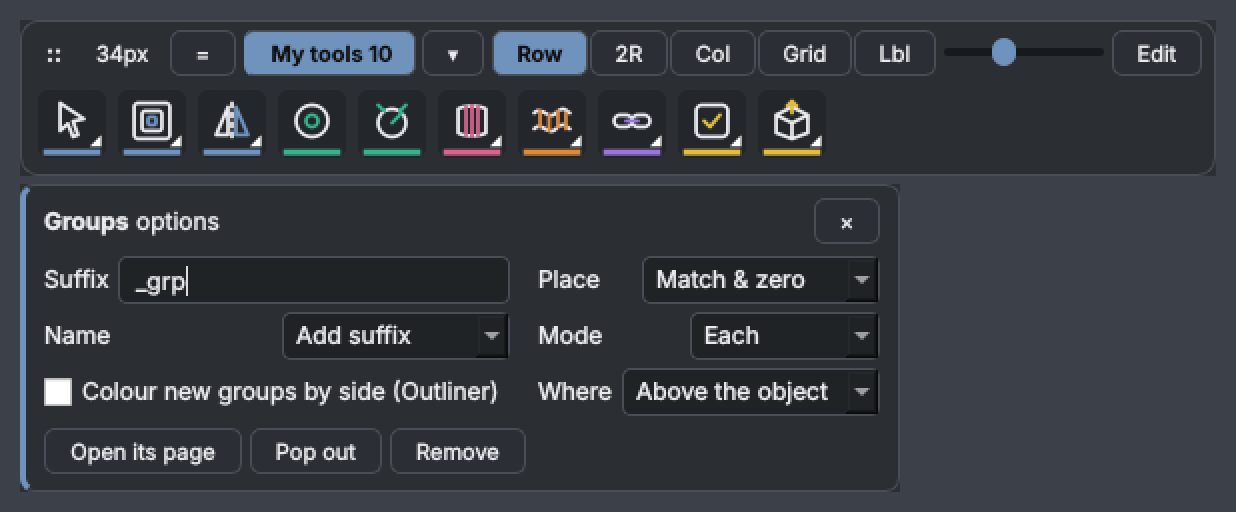 :: 34px = My tools 10 ▾ Row 2R Col Grid Lbl Edit
Groups options ×
Suffix _grp Place Match & zero
Name Add suffix Mode Each
Colour new groups by side (Outliner) Where Above the object
Open its page Pop out Remove